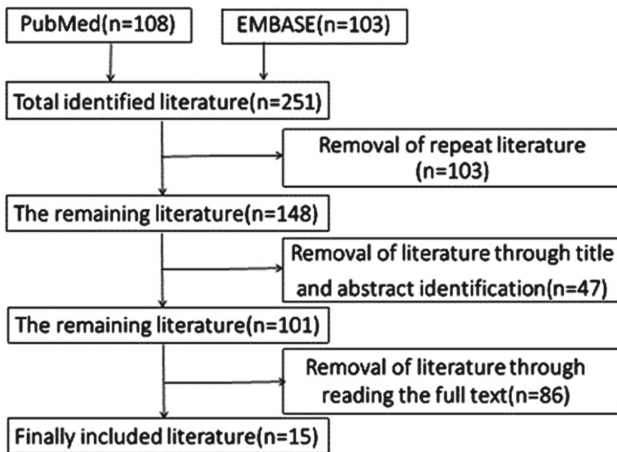 PubMed(n=108)
EMBASE(n=103)
Total identified literature(n=251)
Removal of repeat literature
(n=103)
The remaining literature(n=148)
Removal of literature through title
and abstract identification(n=47)
The remaining literature(n=101)
Removal of literature through
reading the full text(n=86)
Finally included literature(n=15)